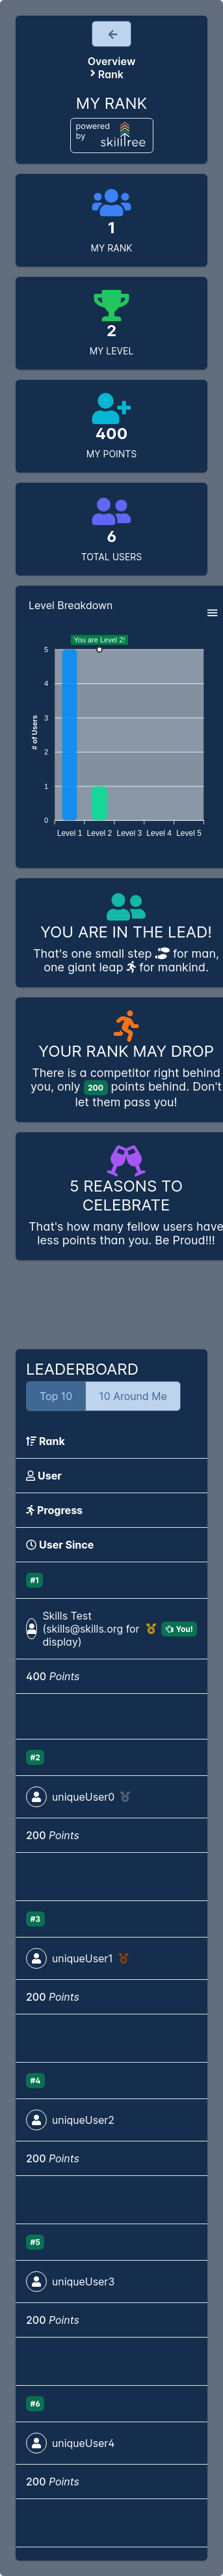 Overview
Rank
MY RANK
powered
by
skilltree
1
MY RANK
2
MY LEVEL
400
MY POINTS
6
TOTAL USERS
Level Breakdown
You are Level 2!
5
4
3
2
1
0
# of Users
Level 1 Level 2 Level 3 Level 4 Level 5
YOU ARE IN THE LEAD!
That's one small step for man,
one giant leap for mankind.
YOUR RANK MAY DROP
There is a competitor right behind
you, only 200 points behind. Don't
let them pass you!
5 REASONS TO
CELEBRATE
That's how many fellow users have
less points than you. Be Proud!!!
LEADERBOARD
Top 10 10 Around Me
Rank
User
Progress
User Since
#1
Skills Test
(skills@skills.org for
display)
You!
400 Points
#2
uniqueUser0
200 Points
#3
uniqueUser1
200 Points
#4
uniqueUser2
200 Points
#5
uniqueUser3
200 Points
#6
uniqueUser4
200 Points